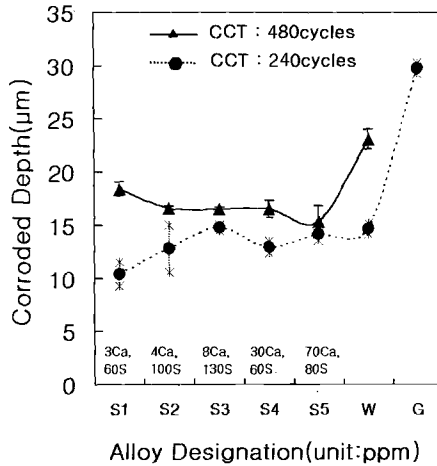 CCT : 480cycles
CCT : 240cycles
35
30
25
20
15
10
5
0
Corroded Depth(μm)
3Ca, 4Ca, 8Ca, 30Ca, 70Ca,
60S 100S 130S 60S. 80S
S1 S2 S3 S4 S5 W G
Alloy Designation(unit:ppm)